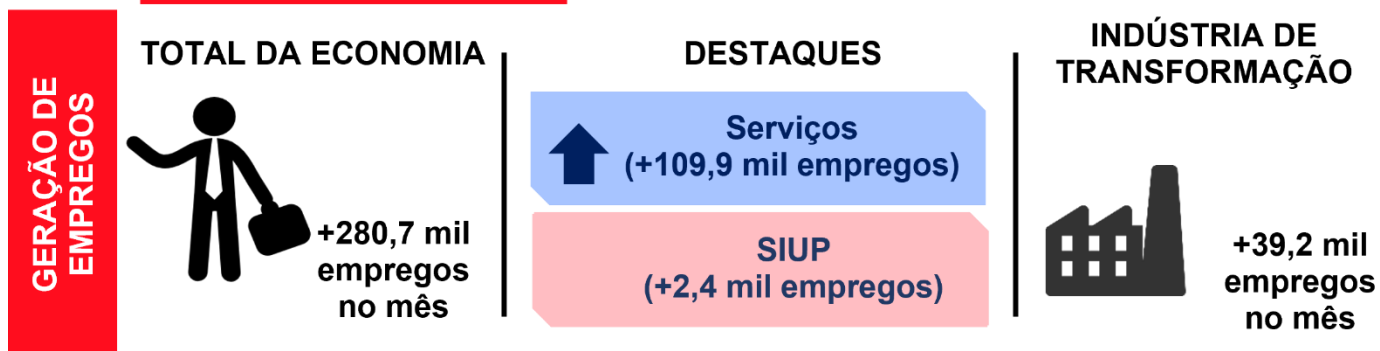 GERAÇÃO DE
EMPREGOS
TOTAL DA ECONOMIA
+280,7 mil
empregos
no mês
DESTAQUES
Serviços
(+109,9 mil empregos)
SIUP
(+2,4 mil empregos)
INDÚSTRIA DE
TRANSFORMAÇÃO
+39,2 mil
empregos
no mês